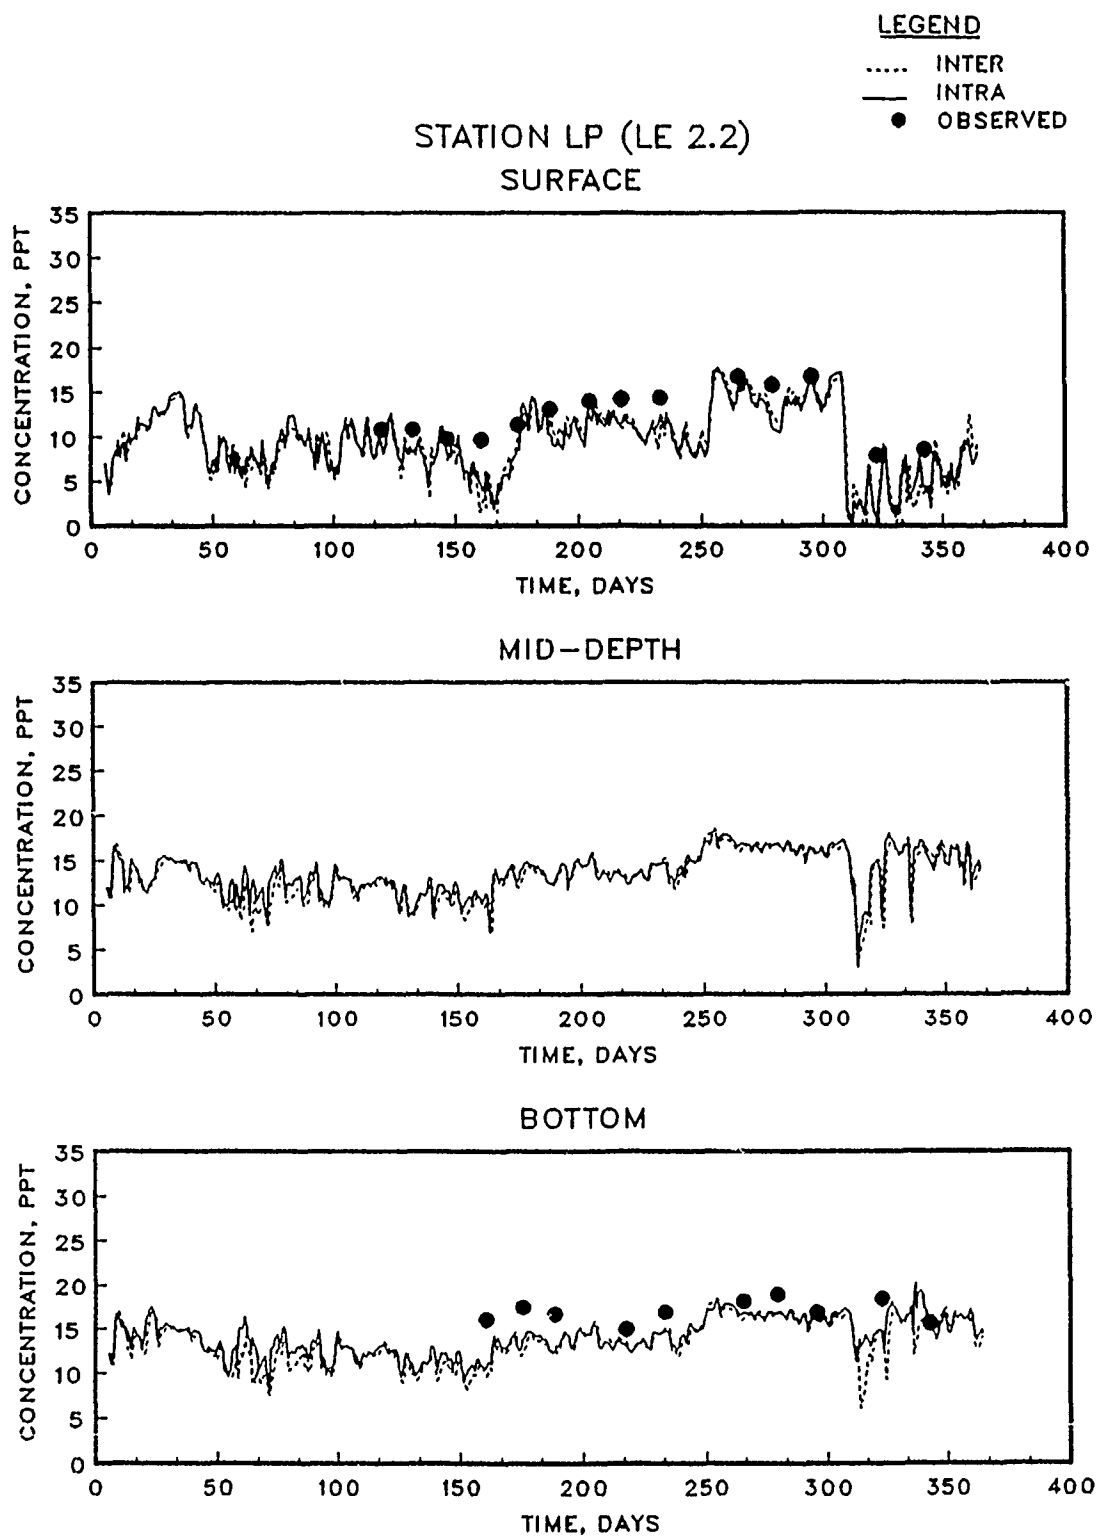 LEGEND
INTER
INTRA
OBSERVED
STATION LP (LE 2.2)
SURFACE
CONCENTRATION, PPT
35
30
25
20
15
10
5
0
0 50 100 150 200 250 300 350 400
TIME, DAYS
MID-DEPTH
CONCENTRATION, PPT
35
30
25
20
15
10
5
0
0 50 100 150 200 250 300 350 400
TIME, DAYS
BOTTOM
CONCENTRATION, PPT
35
30
25
20
15
10
5
0
0 50 100 150 200 250 300 350 400
TIME, DAYS